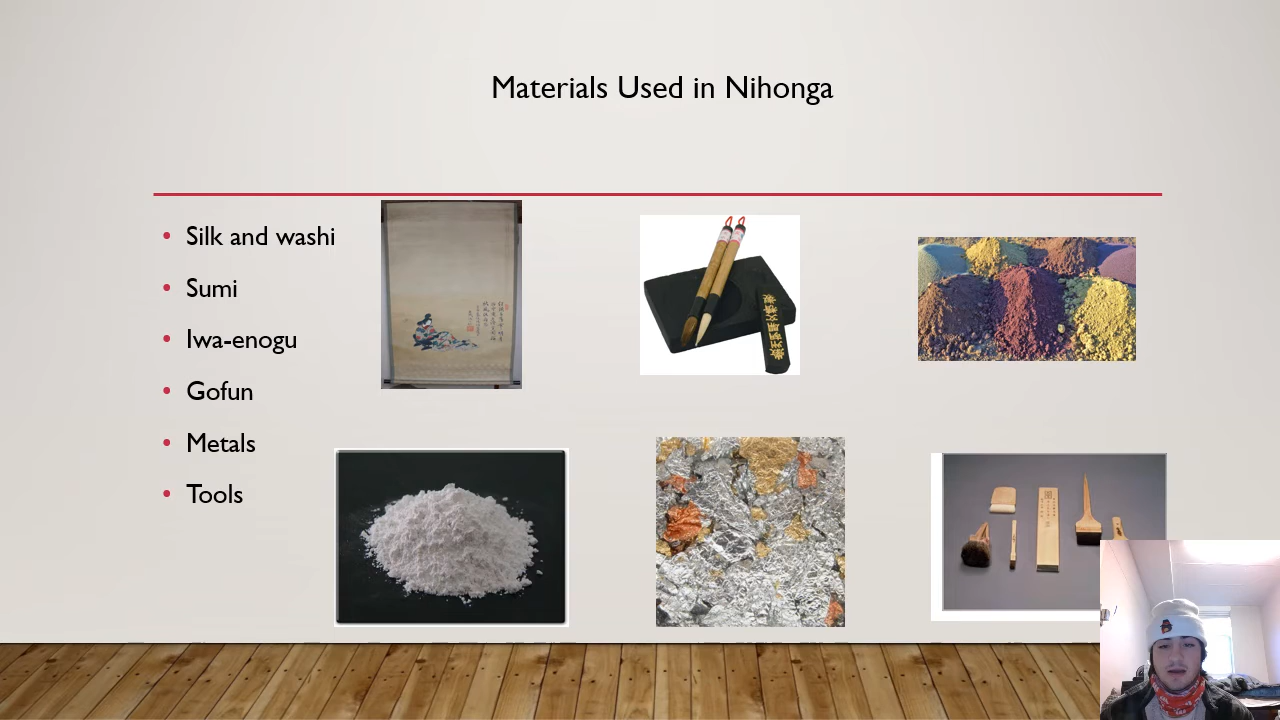 Materials Used in Nihonga
Silk and washi
Sumi
Iwa-enogu
Gofun
Metals
Tools